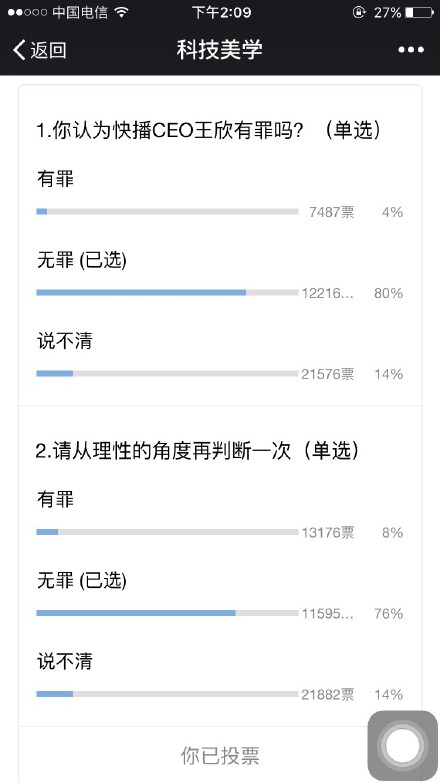 中国电信 下午2:09 27%
返回 科技美学
1.你认为快播CEO王欣有罪吗？（单选）
有罪
7487票 4%
无罪 (已选)
12216... 80%
说不清
21576票 14%
2.请从理性的角度再判断一次（单选）
有罪
13176票 8%
无罪 (已选)
11595... 76%
说不清
21882票 14%
你已投票